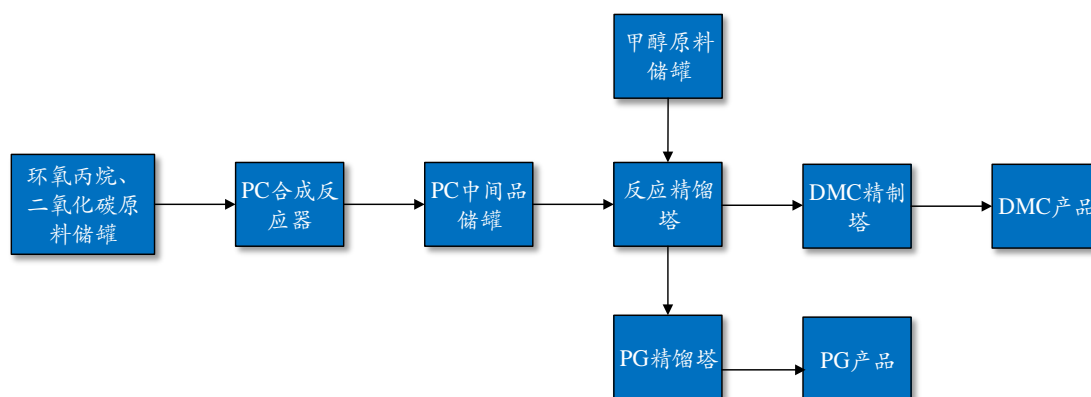 甲醇原料
储罐
环氧丙烷、
二氧化碳原
料储罐
PC合成反
应器
PC中间品
储罐
反应精馏
塔
DMC精制
塔
DMC产品
PG精馏塔
PG产品